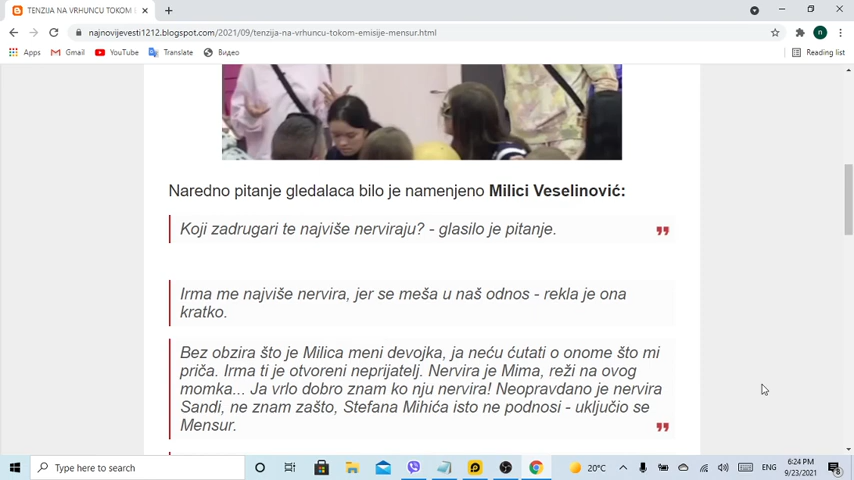 TENZIJA NA VRHUNCU TOKOM
najnovijevesti1212.blogspot.com/2021/09/tenzija-na-vrhuncu-tokom-emisije-mensur.html
n
Apps Gmail YouTube Translate Видео Reading list
Naredno pitanje gledalaca bilo je namenjeno Milici Veselinović:
Koji zadrugari te najviše nerviraju? - glasilo je pitanje.
Irma me najviše nervira, jer se meša u naš odnos - rekla je ona
kratko.
Bez obzira što je Milica meni devojka, ja neću ćutati o onome što mi
priča. Irma ti je otvoreni neprijatelj. Nervira je Mima, reži na ovog
momka... Ja vrlo dobro znam ko nju nervira! Neopravdano je nervira
Sandi, ne znam zašto, Stefana Mihića isto ne podnosi - uključio se
Mensur.
Type here to search
20°C
ENG
6:24 PM
9/23/2021
8